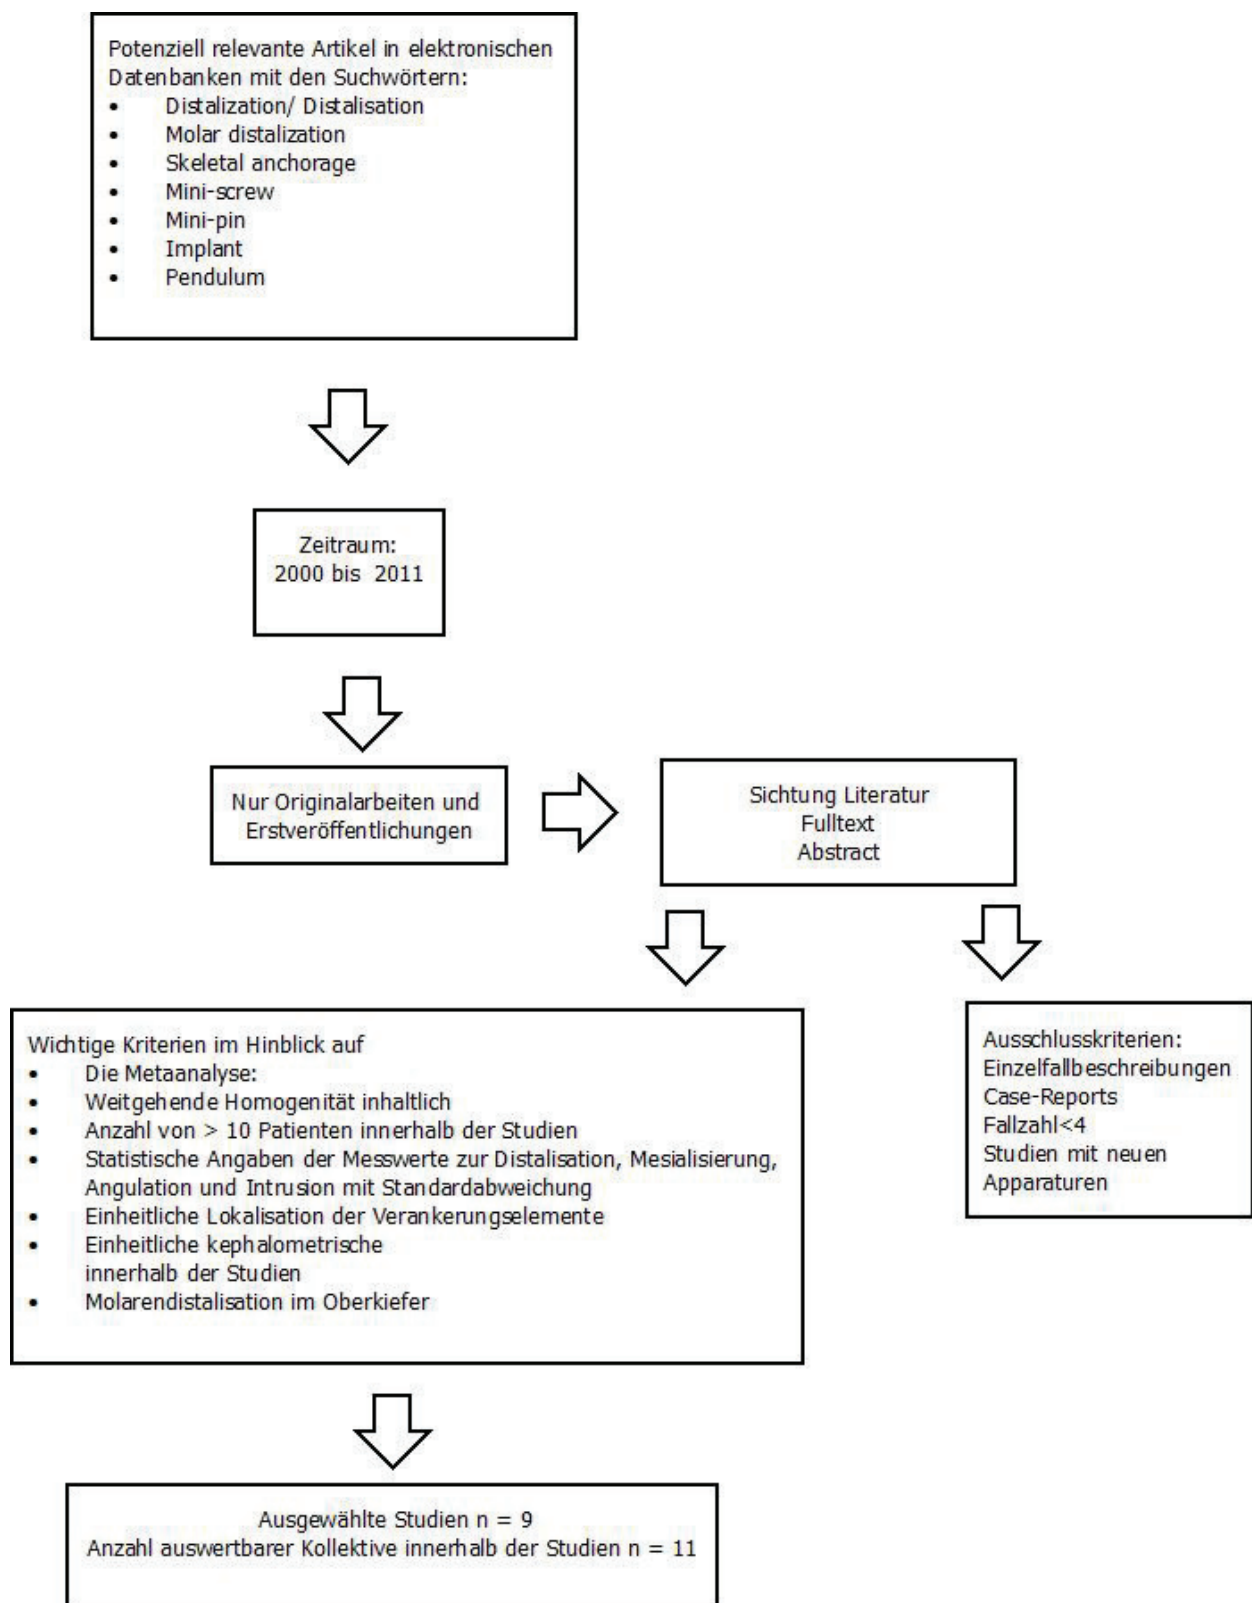 Potenziell relevante Artikel in elektronischen
Datenbanken mit den Suchwörtern:
• Distalization/ Distalisation
• Molar distalization
• Skeletal anchorage
• Mini-screw
• Mini-pin
• Implant
• Pendulum
Zeitraum:
2000 bis 2011
Nur Originalarbeiten und
Erstveröffentlichungen
Sichtung Literatur
Fulltext
Abstract
Wichtige Kriterien im Hinblick auf
• Die Metaanalyse:
• Weitgehende Homogenität inhaltlich
• Anzahl von > 10 Patienten innerhalb der Studien
• Statistische Angaben der Messwerte zur Distalisation, Mesialisierung,
Angulation und Intrusion mit Standardabweichung
• Einheitliche Lokalisation der Verankerungselemente
• Einheitliche kephalometrische
innerhalb der Studien
• Molarendistalisation im Oberkiefer
Ausschlusskriterien:
Einzelfallbeschreibungen
Case-Reports
Fallzahl<4
Studien mit neuen
Apparaturen
Ausgewählte Studien n = 9
Anzahl auswertbarer Kollektive innerhalb der Studien n = 11